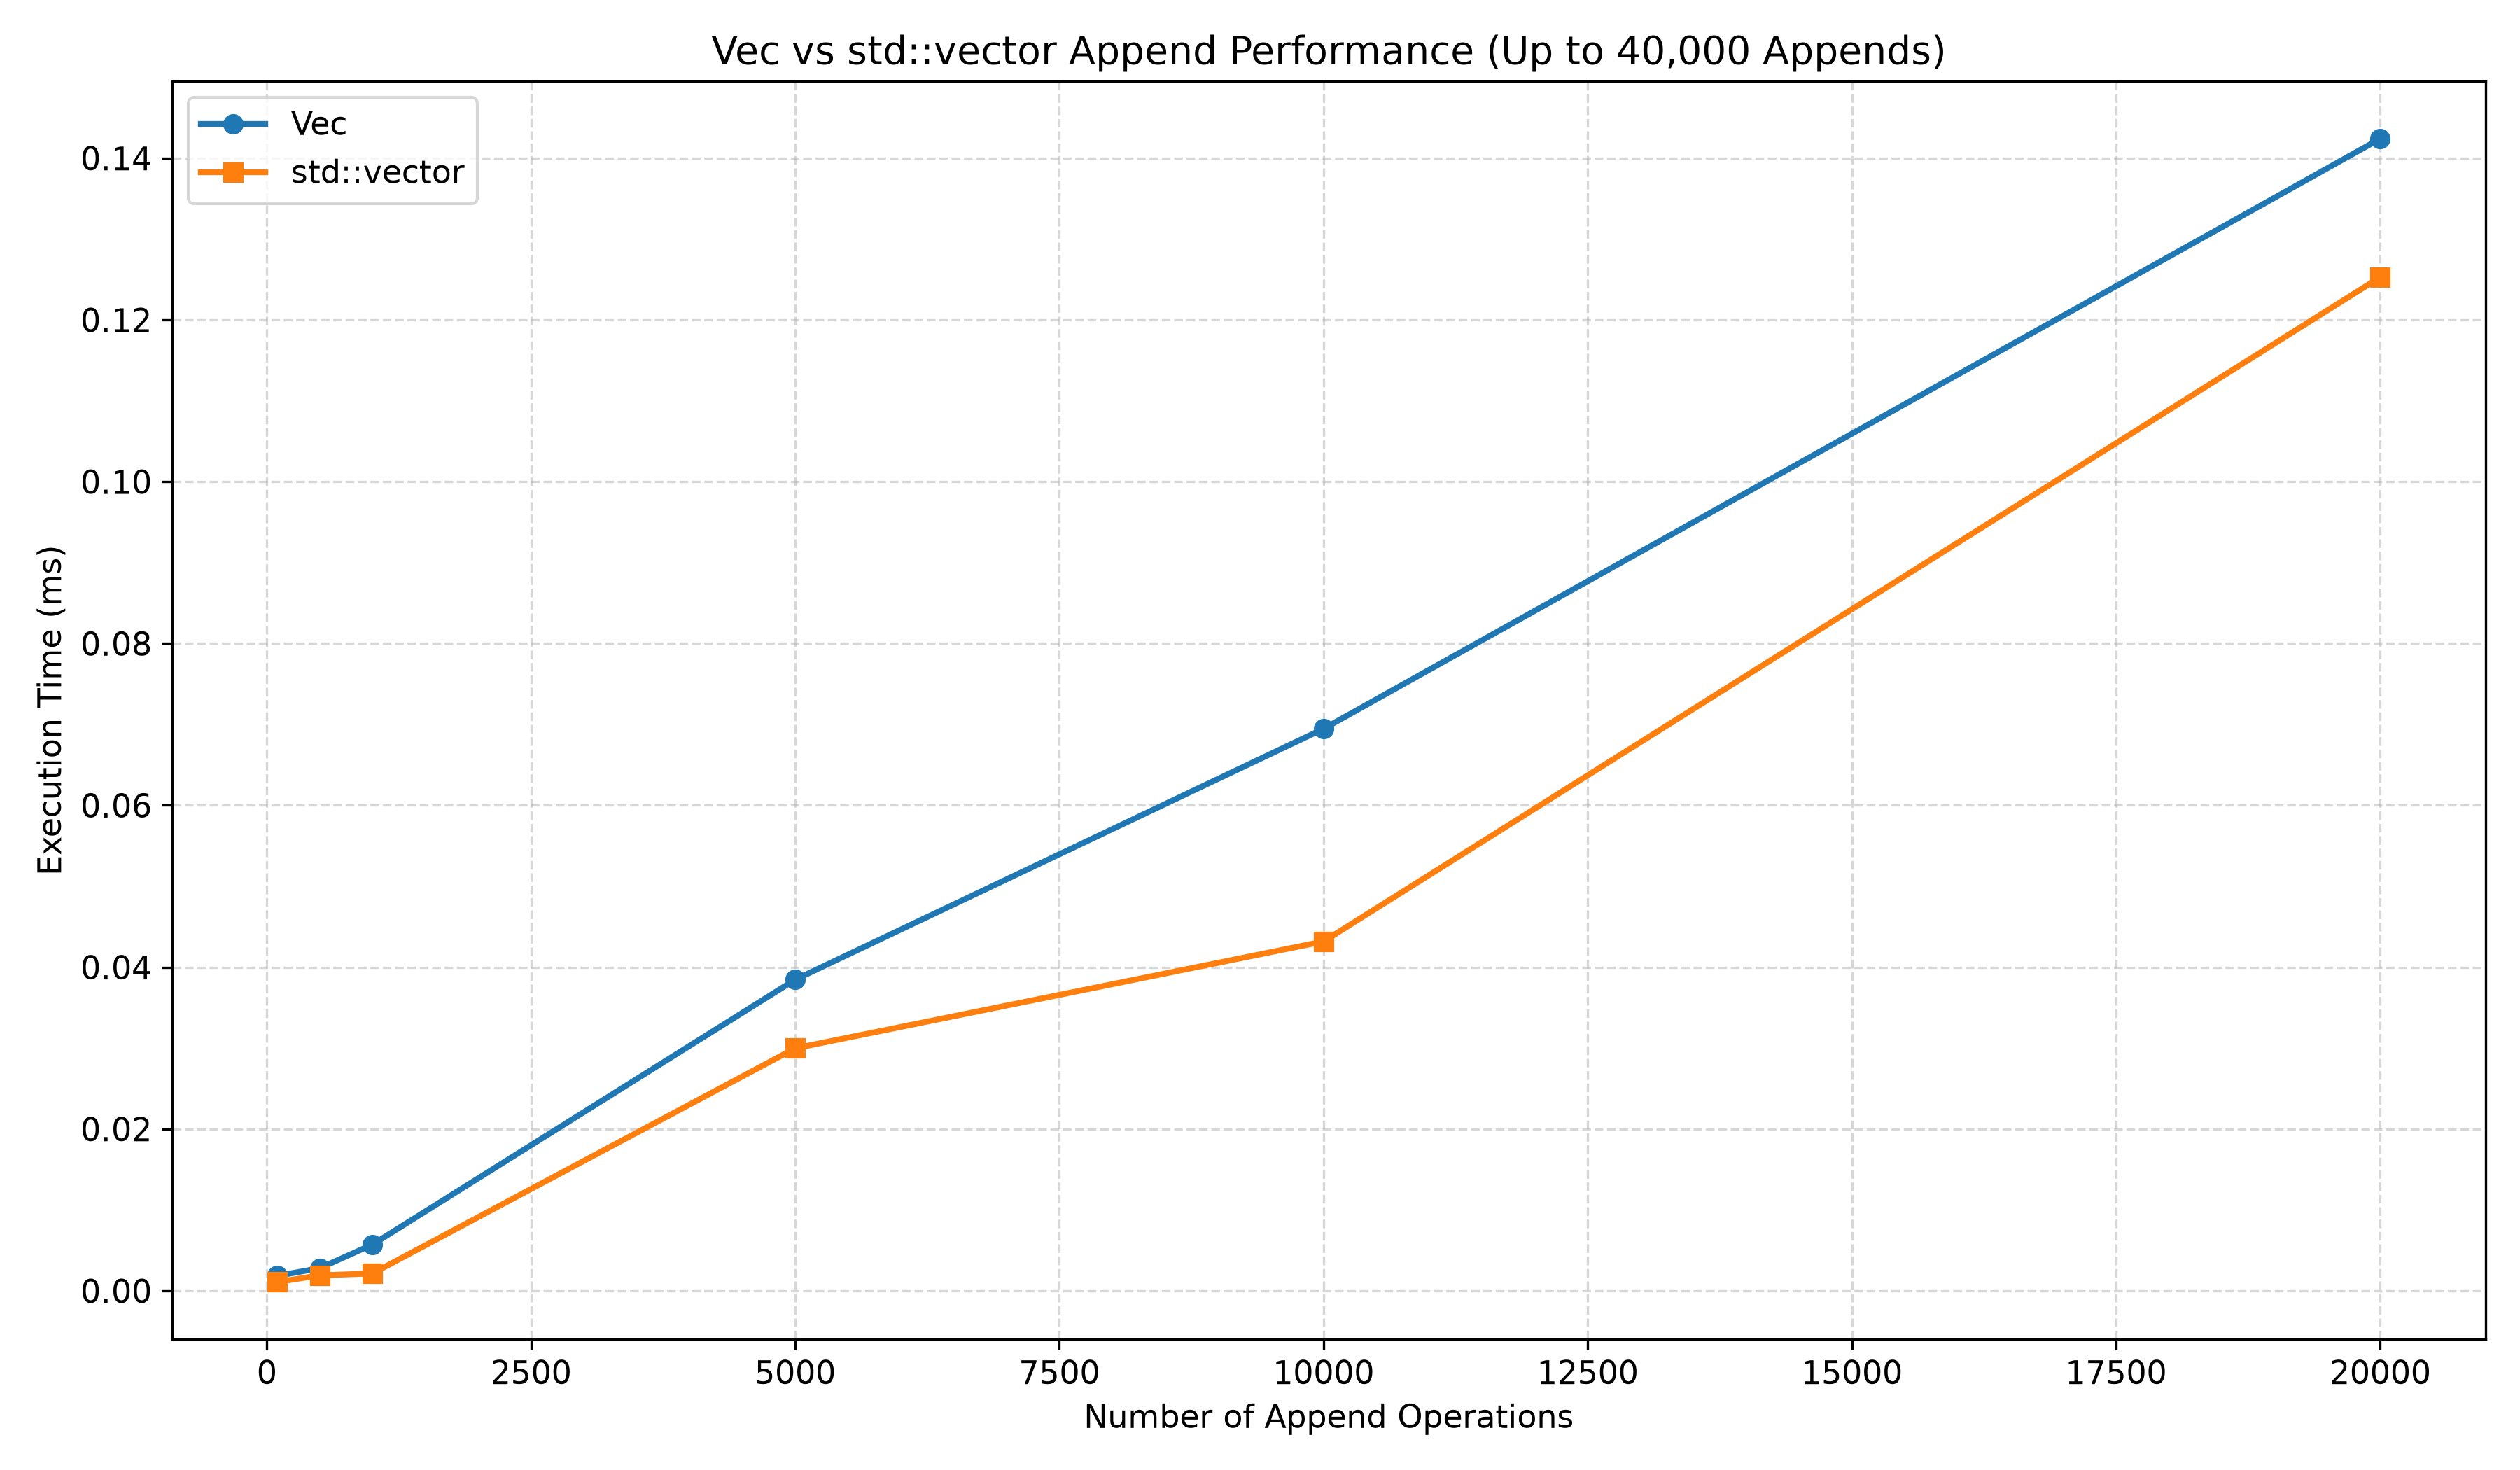 Vec vs std::vector Append Performance (Up to 40,000 Appends)
Vec
std::vector
0.14
0.12
0.10
0.08
0.06
0.04
0.02
0.00
Execution Time (ms)
0 2500 5000 7500 10000 12500 15000 17500 20000
Number of Append Operations